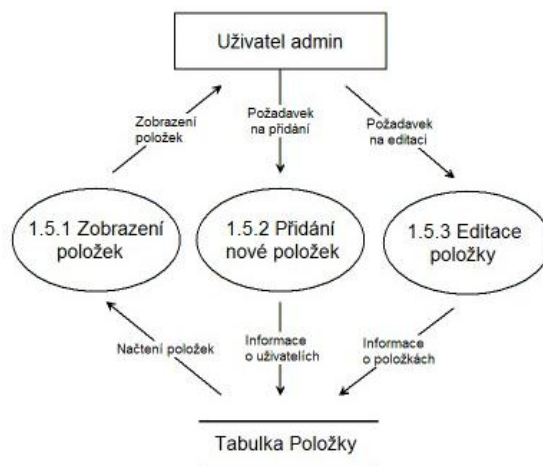 Uživatel admin
Zobrazení
položek
Požadavek
na přidání
Požadavek
na editaci
1.5.1 Zobrazení
položek
1.5.2 Přidání
nové položek
1.5.3 Editace
položky
Načtení položek
Informace
o uživatelích
Informace
o položkách
Tabulka Položky